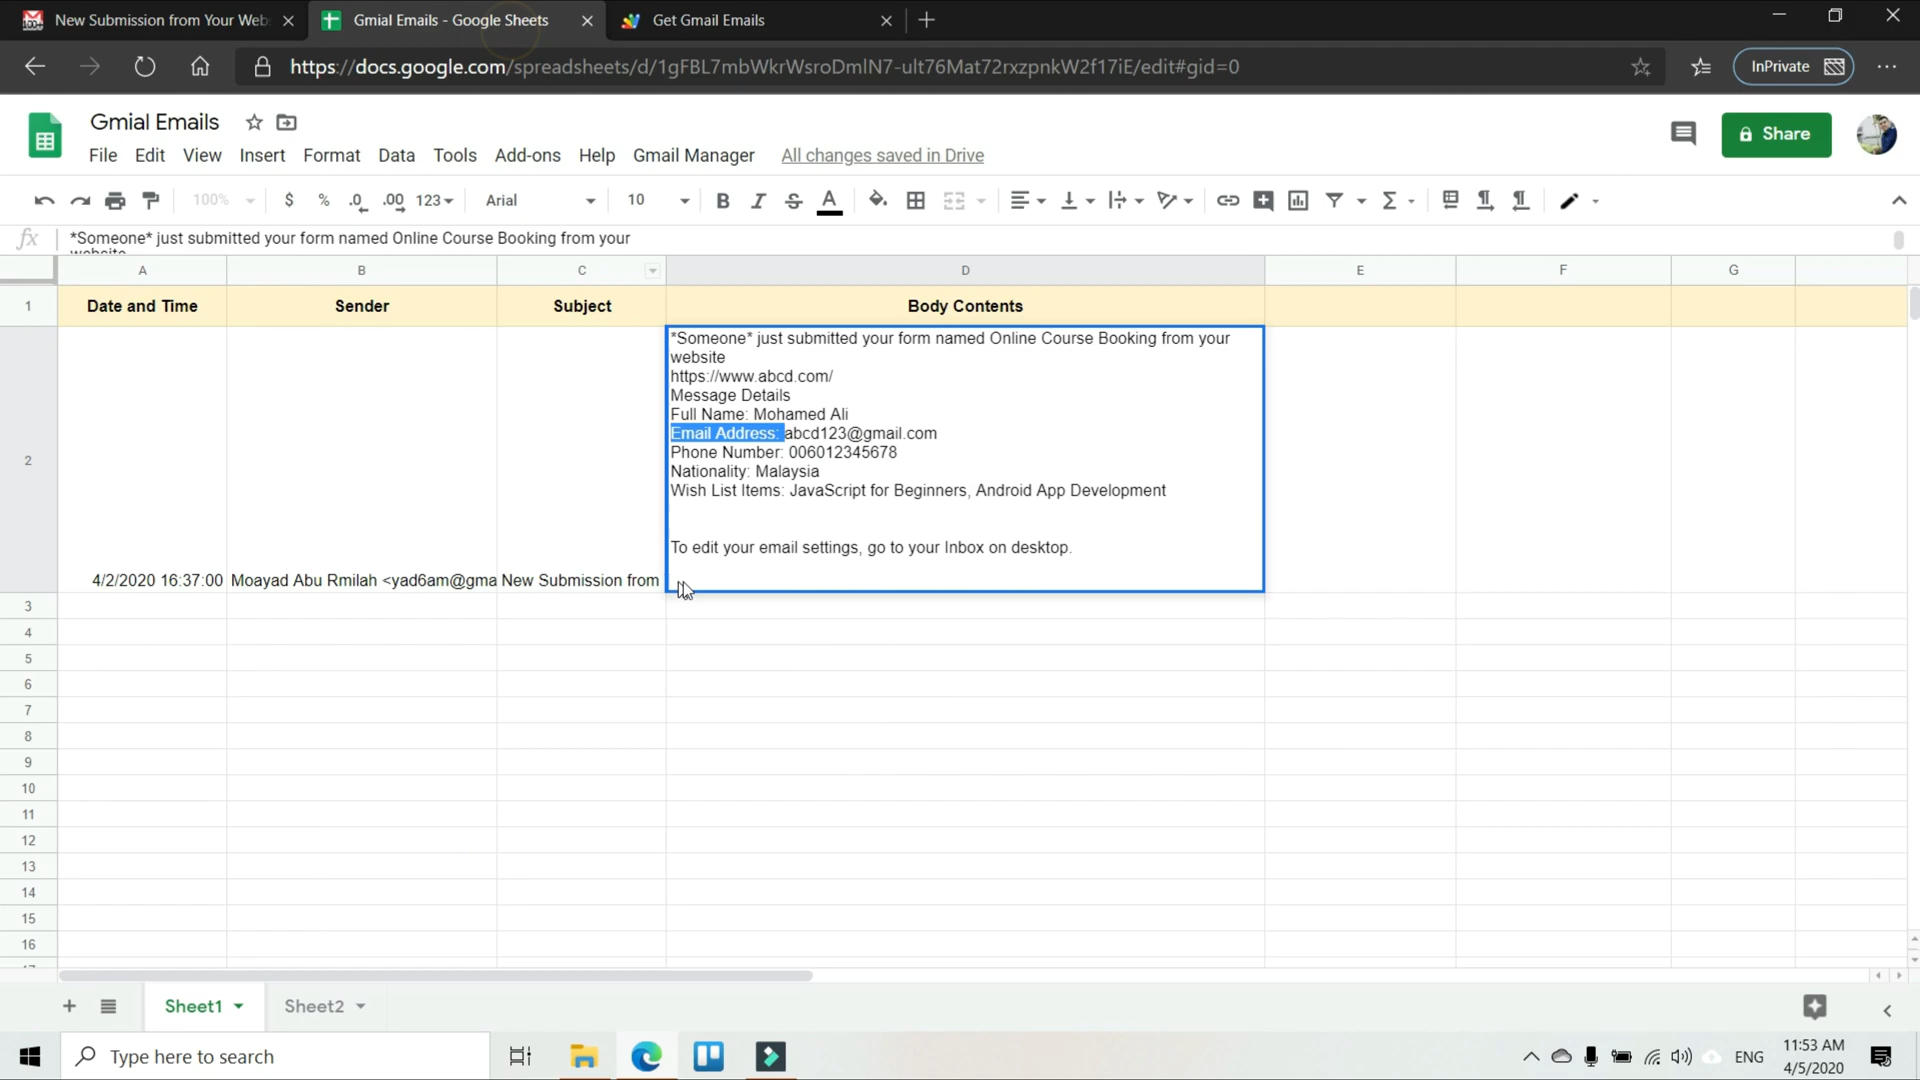 New Submission from Your Web
Gmial Emails - Google Sheets
Get Gmail Emails
https://docs.google.com/spreadsheets/d/1gFBL7mbWkrWsroDmlN7-ult76Mat72rxzpnkW2f17iE/edit#gid=0
InPrivate
Gmial Emails
Share
File Edit View Insert Format Data Tools Add-ons Help Gmail Manager All changes saved in Drive
100% $ % .0 .00 123 Arial 10 B I S A
fx *Someone* just submitted your form named Online Course Booking from your
website
A B C D E F G
1 Date and Time Sender Subject Body Contents
*Someone* just submitted your form named Online Course Booking from your
website
https://www.abcd.com/
Message Details
Full Name: Mohamed Ali
Email Address: abcd123@gmail.com
Phone Number: 006012345678
2
Nationality: Malaysia
Wish List Items: JavaScript for Beginners, Android App Development
To edit your email settings, go to your Inbox on desktop.
4/2/2020 16:37:00 Moayad Abu Rmilah <yad6am@gma New Submission from
3
4
5
6
7
8
9
10
11
12
13
14
15
16
Sheet1 Sheet2
Type here to search
ENG
11:53 AM
4/5/2020